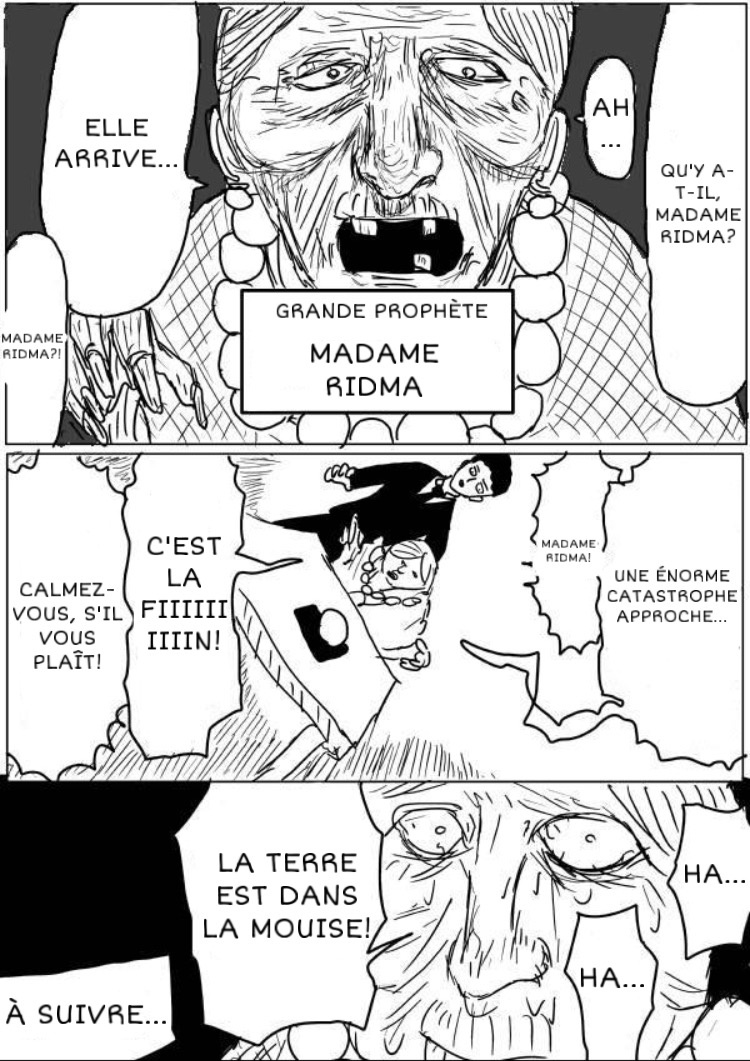 QU'Y A-
T-IL,
MADAME
RIDMA?
AH
...
ELLE
ARRIVE...
MADAME
RIDMA?!
GRANDE PROPHÈTE
MADAME
RIDMA
UNE ÉNORME
CATASTROPHE
APPROCHE...
MADAME
RIDMA!
C'EST
LA
FIIIIII
IIIIN!
CALMEZ-
VOUS, S'IL
VOUS
PLAÎT!
HA...
HA...
LA TERRE
EST DANS
LA MOUISE!
À SUIVRE...